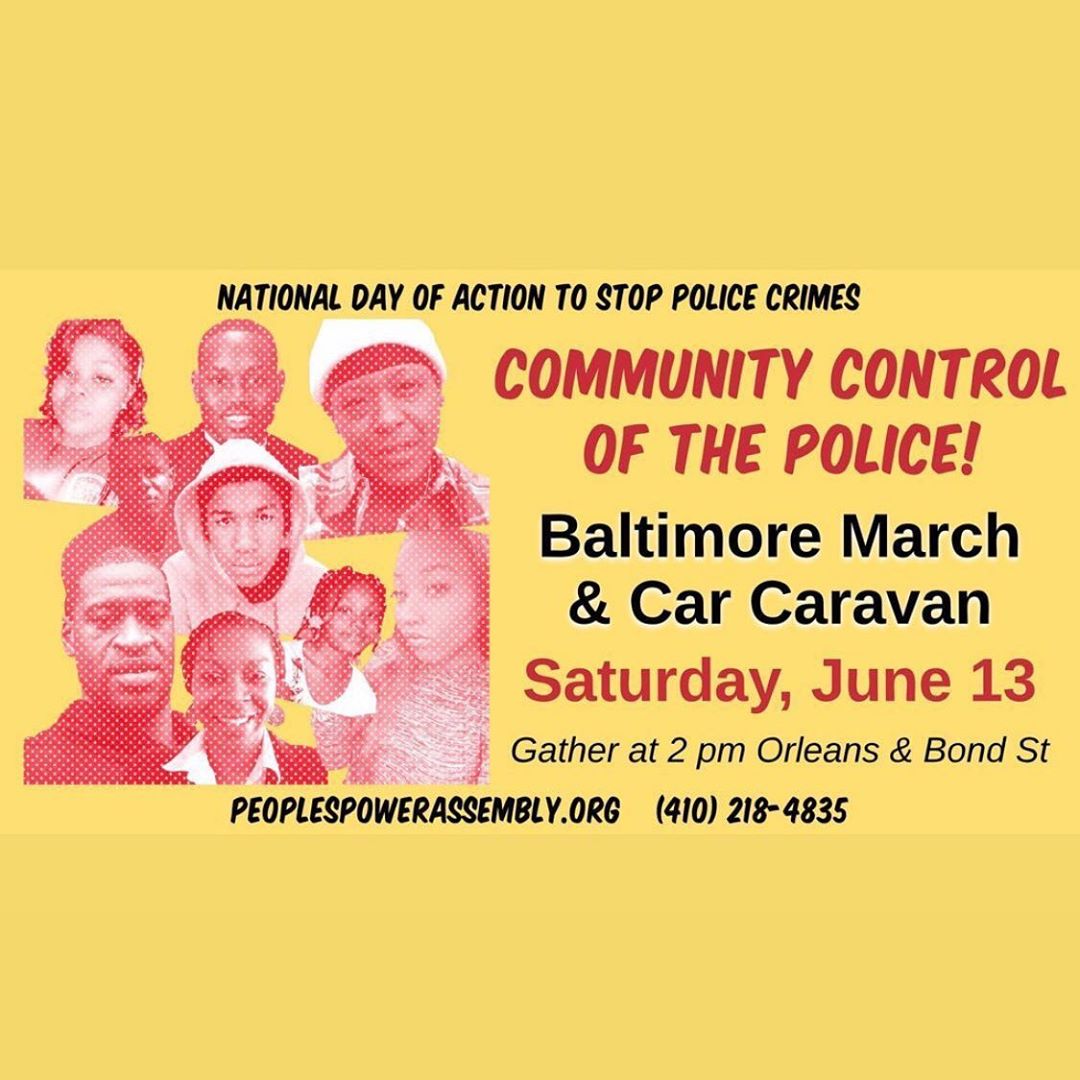 NATIONAL DAY OF ACTION TO STOP POLICE CRIMES
COMMUNITY CONTROL
OF THE POLICE!
Baltimore March
& Car Caravan
Saturday, June 13
Gather at 2 pm Orleans & Bond St
PEOPLESPOWERASSEMBLY.ORG (410) 218-4835